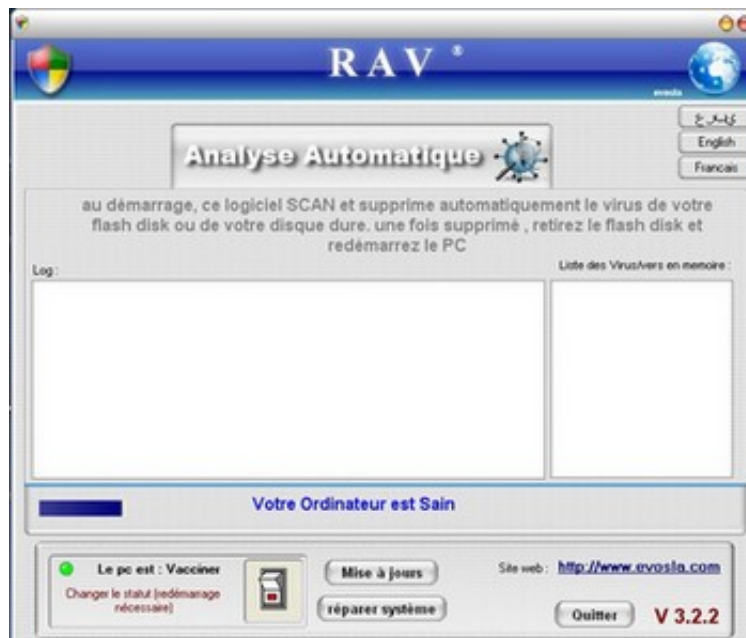 RAV ®
evosla
عربي
English
Francais
Analyse Automatique
au démarrage, ce logiciel SCAN et supprime automatiquement le virus de votre
flash disk ou de votre disque dure. une fois supprimé , retirez le flash disk et
redémarrez le PC
Log :
Liste des Virus/vers en memoire :
Votre Ordinateur est Sain
Le pc est : Vacciner
Changer le statut (redémarrage
nécessaire)
Mise à jours
réparer système
Site web : http://www.evosla.com
Quitter
V 3.2.2